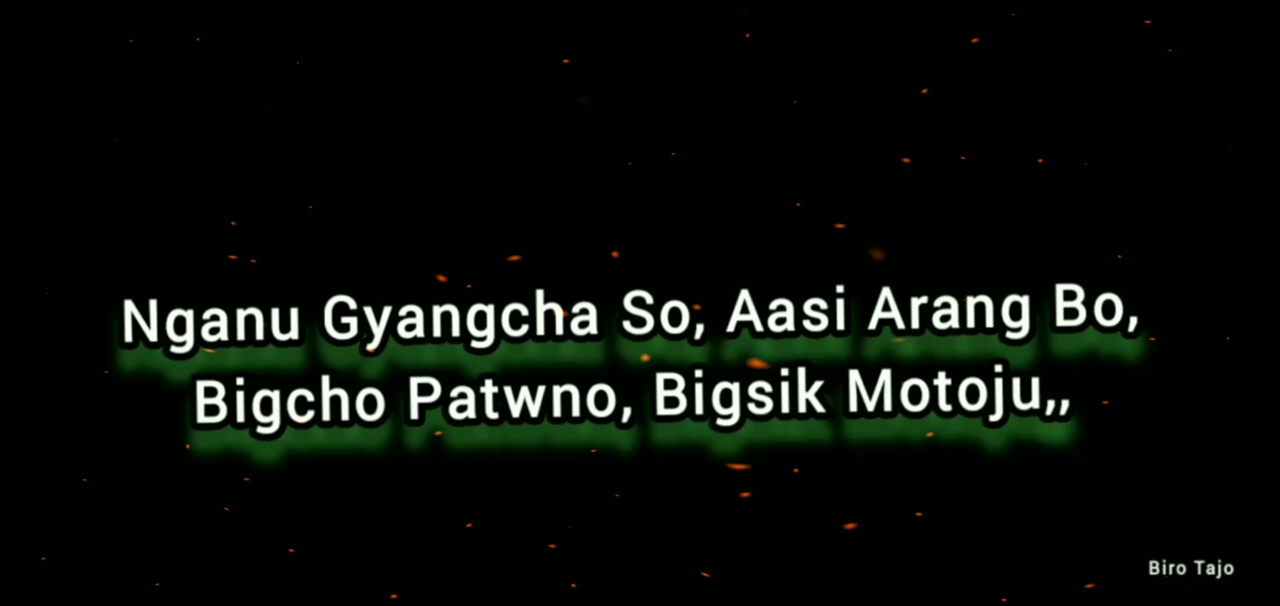 Nganu Gyangcha So, Aasi Arang Bo,
Bigcho Patwno, Bigsik Motoju,,
Biro Tajo